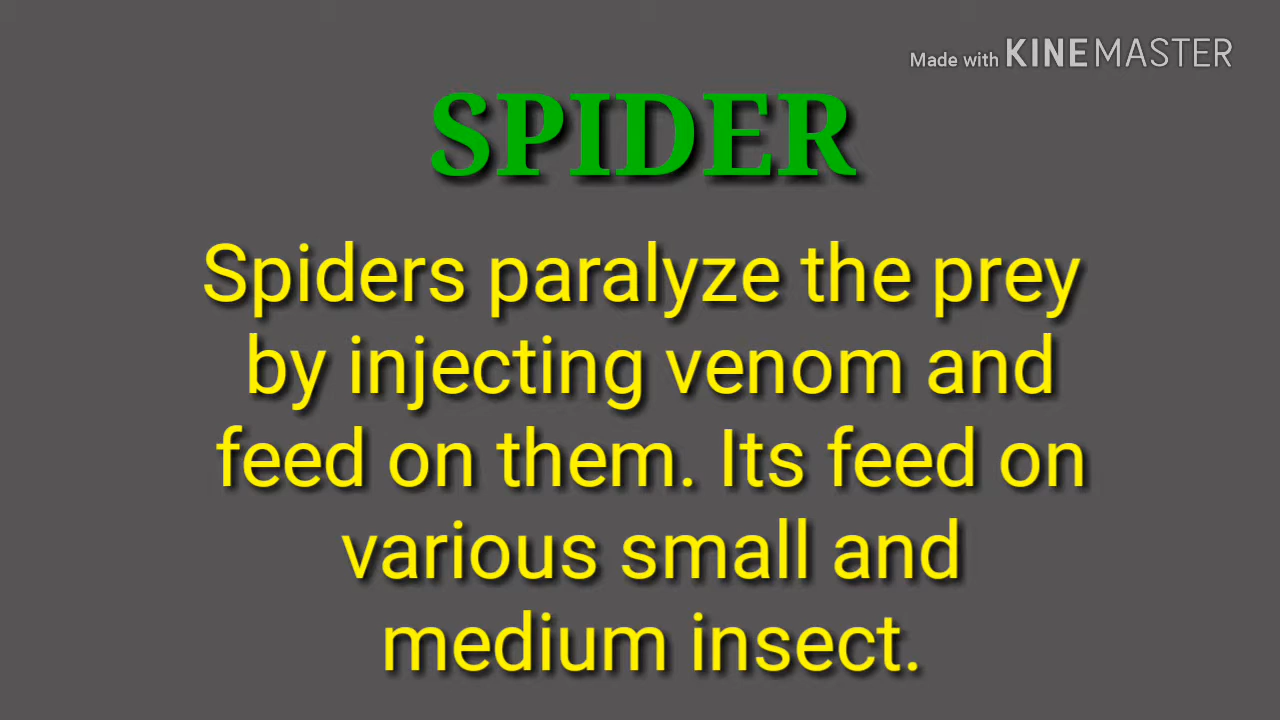 Made with KINEMASTER
SPIDER
Spiders paralyze the prey
by injecting venom and
feed on them. Its feed on
various small and
medium insect.